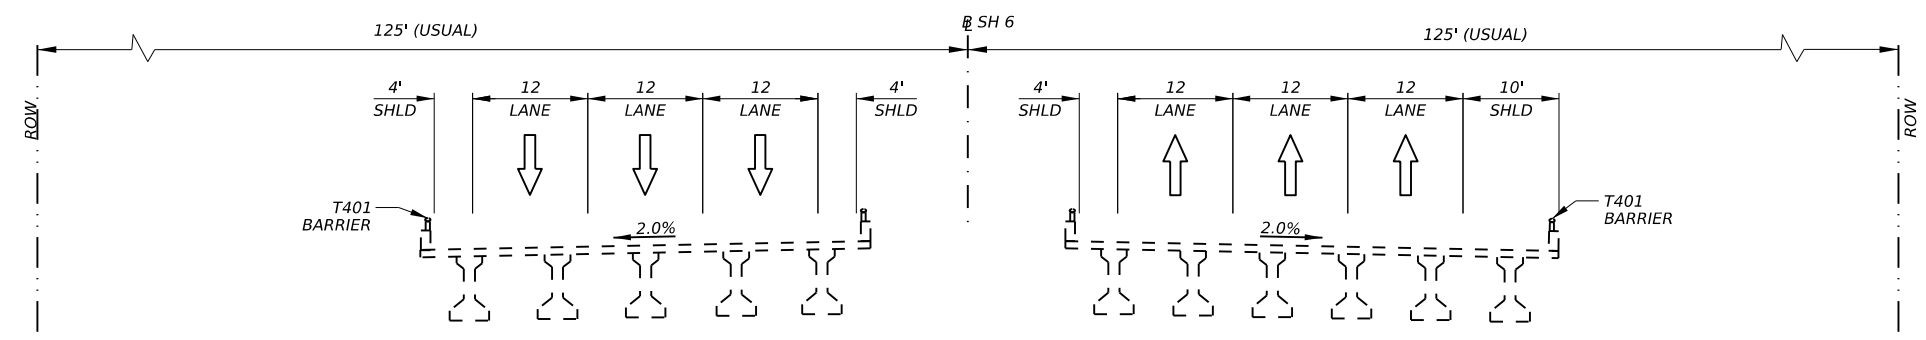 125' (USUAL)
BL SH 6
125' (USUAL)
4'
SHLD
12
LANE
12
LANE
12
LANE
4'
SHLD
4'
SHLD
12
LANE
12
LANE
12
LANE
10'
SHLD
ROW
ROW
T401
BARRIER
2.0%
2.0%
T401
BARRIER